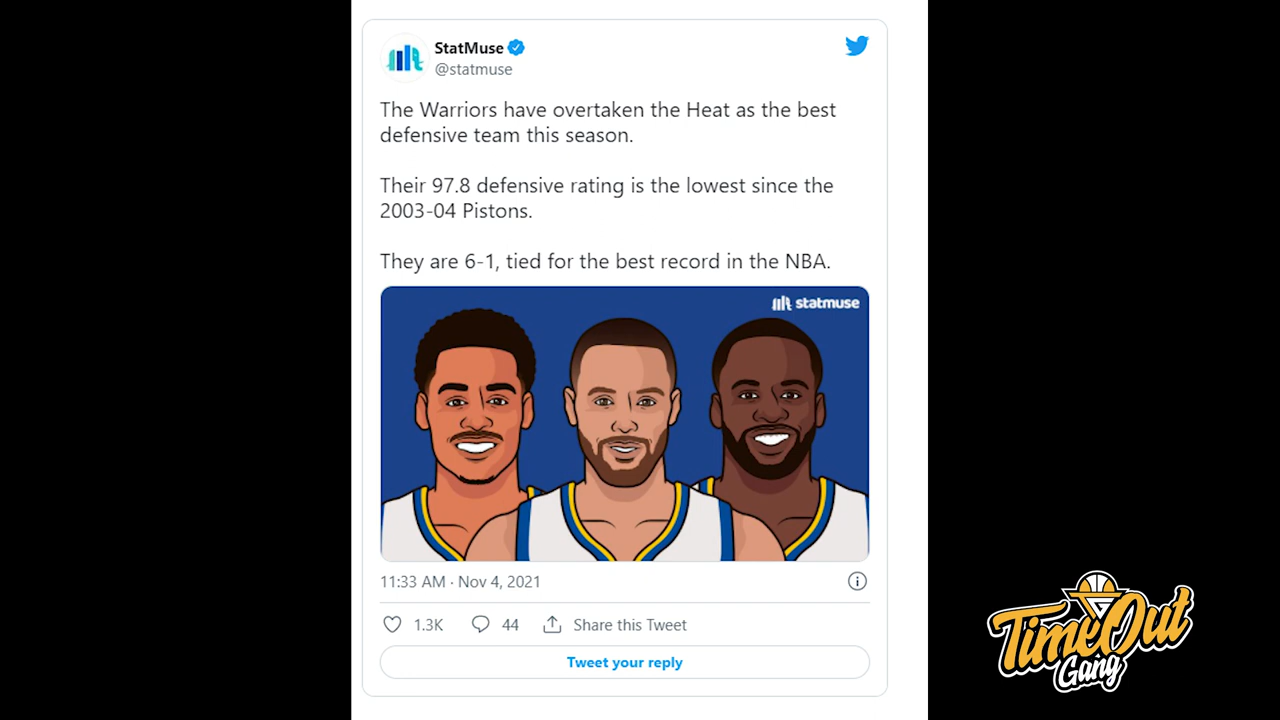 StatMuse
@statmuse
The Warriors have overtaken the Heat as the best
defensive team this season.
Their 97.8 defensive rating is the lowest since the
2003-04 Pistons.
They are 6-1, tied for the best record in the NBA.
statmuse
11:33 AM · Nov 4, 2021
1.3K 44 Share this Tweet
Tweet your reply
TimeOut
Gang